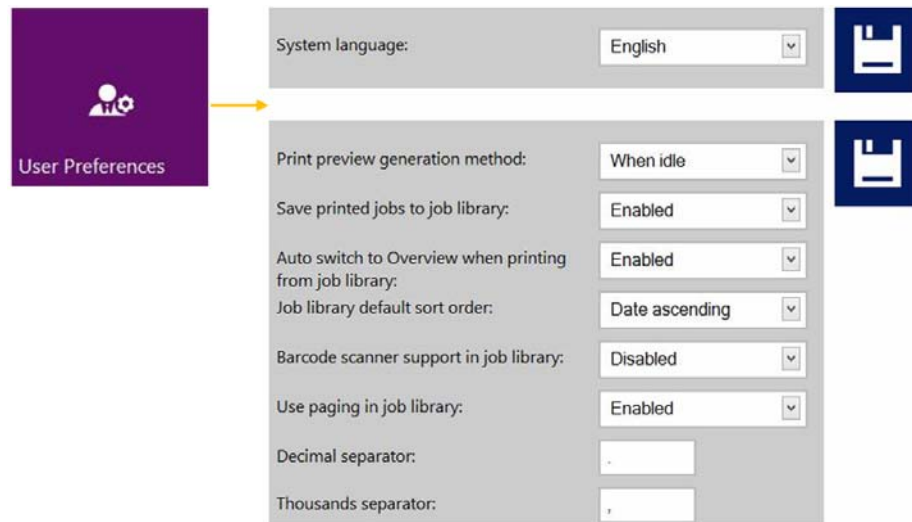 System language: English
User Preferences
Print preview generation method: When idle
Save printed jobs to job library: Enabled
Auto switch to Overview when printing Enabled
from job library:
Job library default sort order: Date ascending
Barcode scanner support in job library: Disabled
Use paging in job library: Enabled
Decimal separator: .
Thousands separator: ,